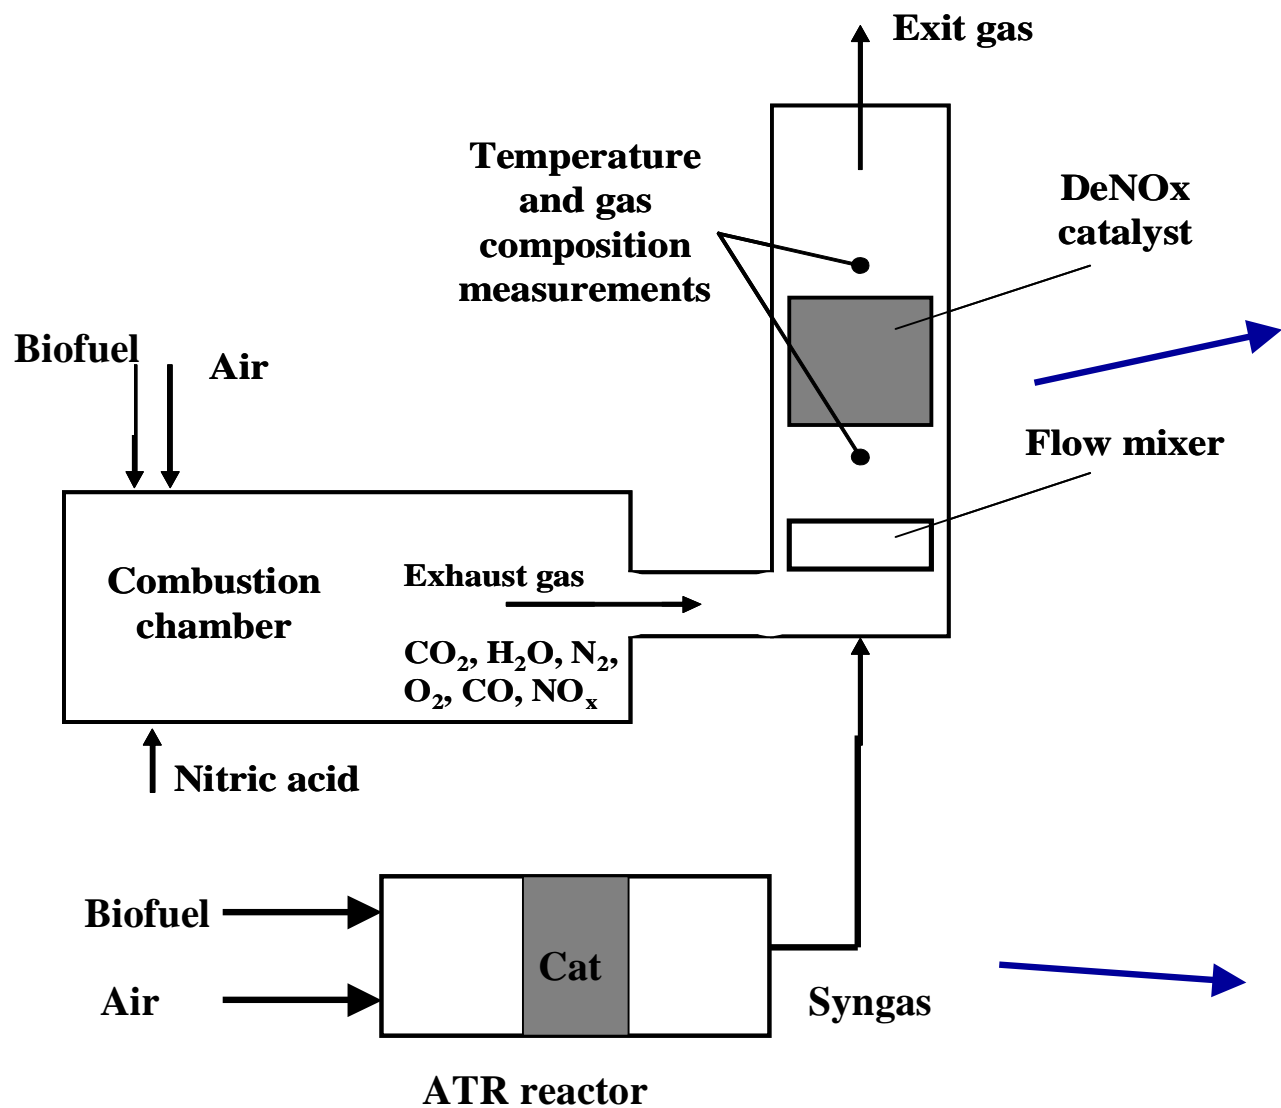 Exit gas
Temperature
and gas
composition
measurements
DeNOx
catalyst
Biofuel
Air
Flow mixer
Combustion
chamber
Exhaust gas
CO₂, H₂O, N₂,
O₂, CO, NOₓ
Nitric acid
Biofuel
Air
Cat
Syngas
ATR reactor